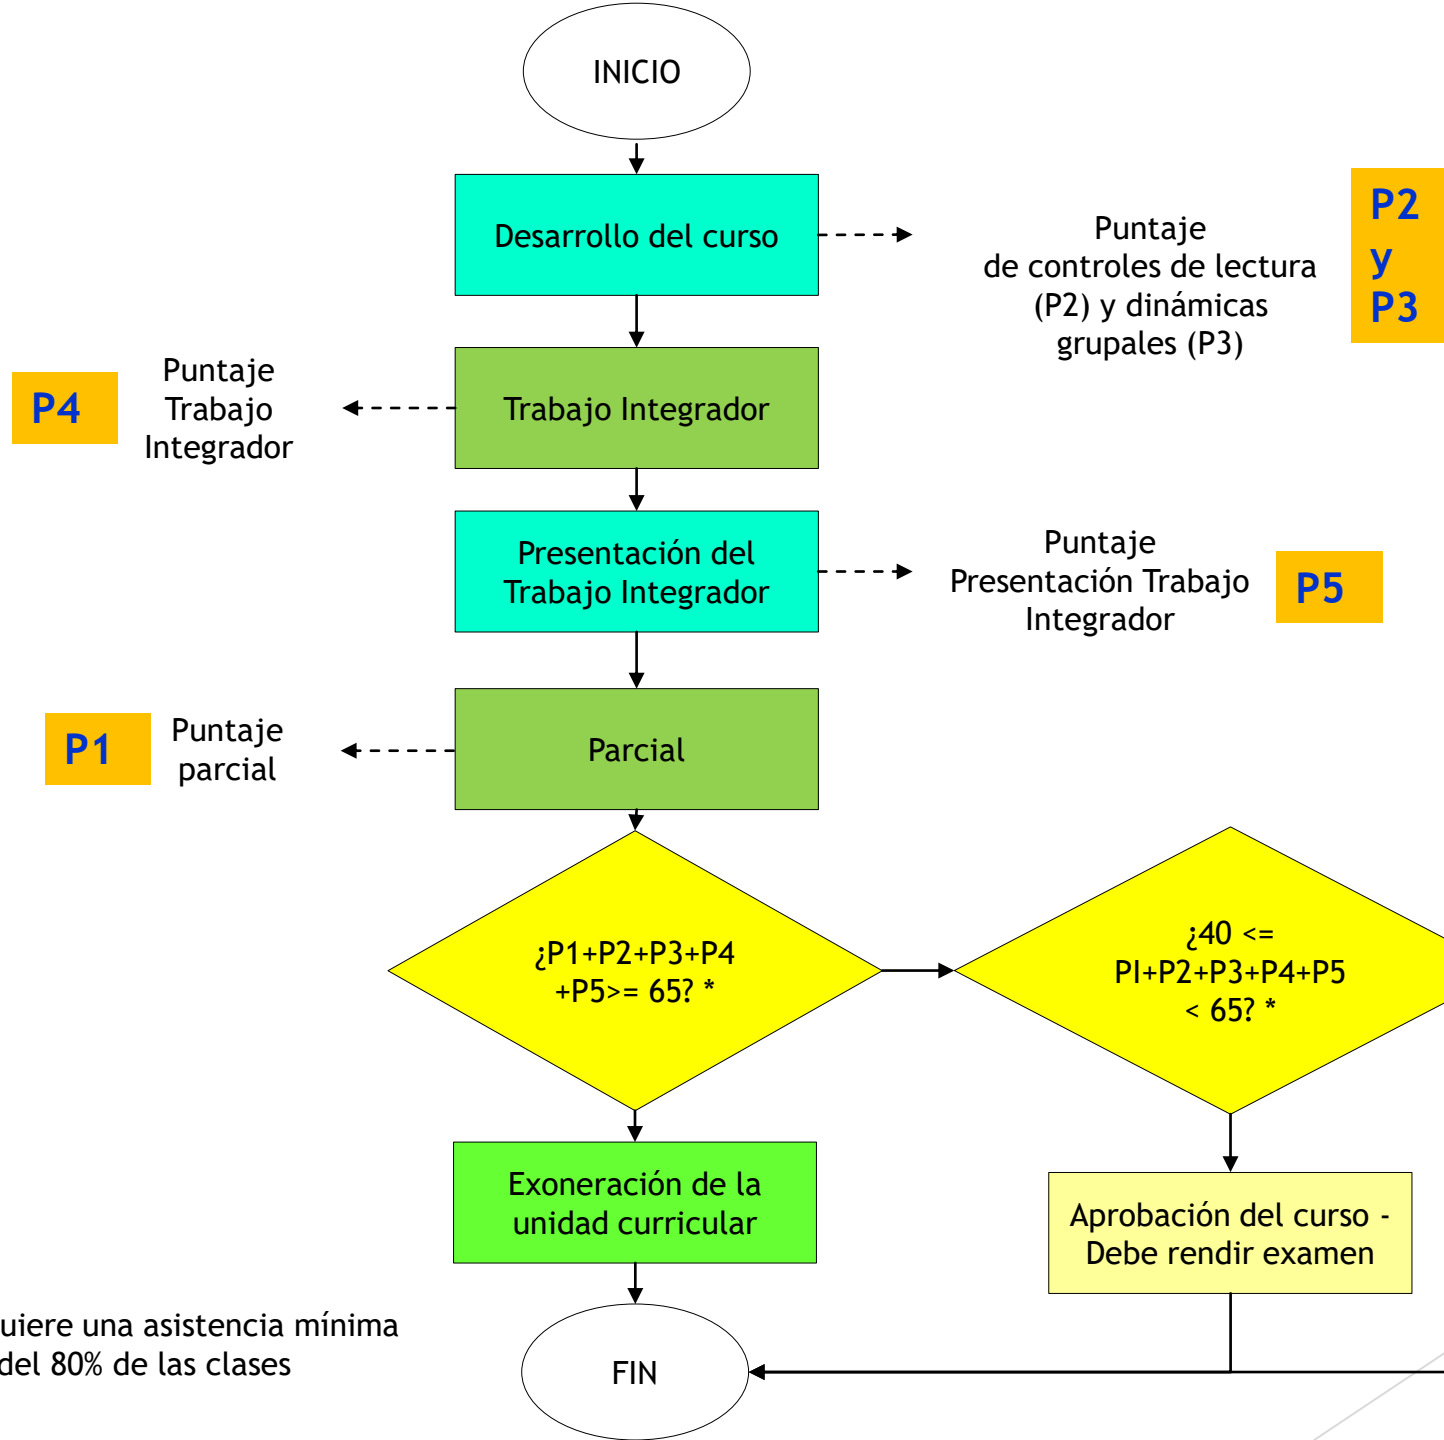 INICIO
Desarrollo del curso
Puntaje
de controles de lectura
(P2) y dinámicas
grupales (P3)
P2
y
P3
P4
Puntaje
Trabajo
Integrador
Trabajo Integrador
Presentación del
Trabajo Integrador
Puntaje
Presentación Trabajo
Integrador
P5
P1
Puntaje
parcial
Parcial
¿P1+P2+P3+P4
+P5>= 65? *
¿40 <=
PI+P2+P3+P4+P5
< 65? *
Exoneración de la
unidad curricular
Aprobación del curso -
Debe rendir examen
uiere una asistencia mínima
del 80% de las clases
FIN